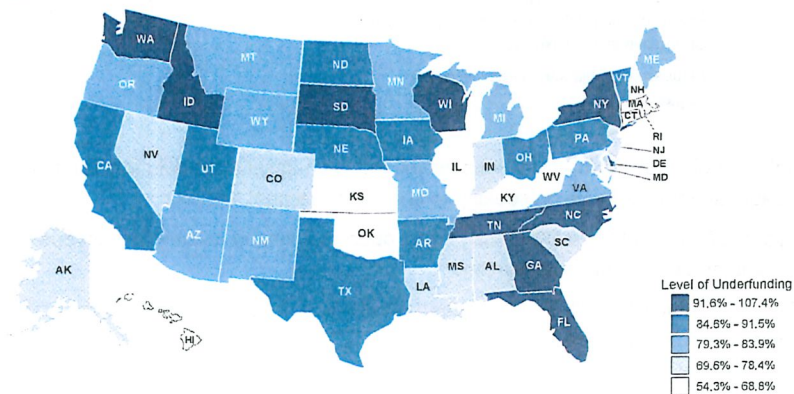 WA
ME
MT
ND
VT
MN
OR
NH
ID
SD
WI
NY
MA
CT
WY
MI
RI
IA
PA
NJ
NE
OH
NV
IL
IN
DE
UT
CA
CO
WV
MD
MO
VA
KS
KY
NC
TN
OK
AZ
NM
AR
SC
MS
AL
GA
AK
LA
TX
Level of Underfunding
91.6% - 107.4%
FL
84.8% - 91.5%
HI
79.3% - 83.9%
69.6% - 78.4%
54.3% - 68.8%